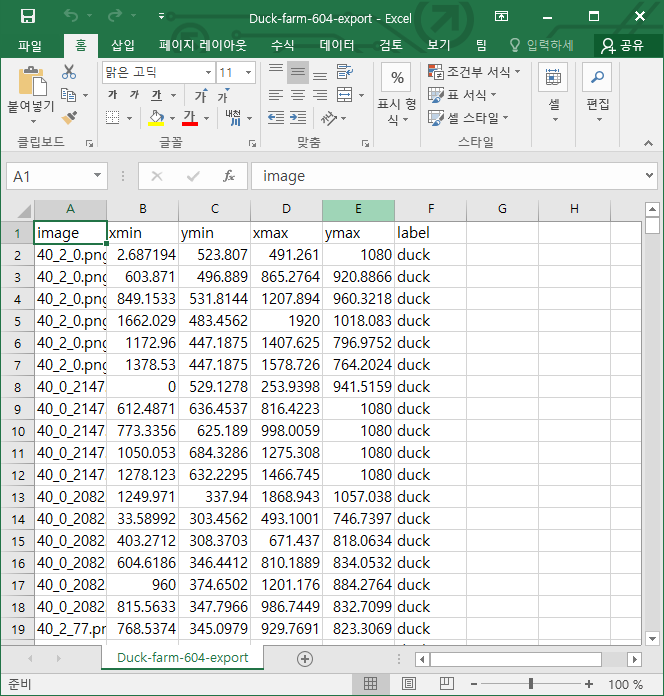 Duck-farm-604-export - Excel
파일 홈 삽입 페이지 레이아웃 수식 데이터 검토 보기 팀 입력하세 공유
붙여넣기
맑은 고딕 11
가 가 가 가 가
가 내천
%
표시 형식
조건부 서식
표 서식
셀 스타일
셀
편집
클립보드 글꼴 맞춤 스타일
A1 fx image
A B C D E F G H
1 image xmin ymin xmax ymax label
2 40_2_0.png 2.687194 523.807 491.261 1080 duck
3 40_2_0.png 603.871 496.889 865.2764 920.8866 duck
4 40_2_0.png 849.1533 531.8144 1207.894 960.3218 duck
5 40_2_0.png 1662.029 483.4562 1920 1018.083 duck
6 40_2_0.png 1172.96 447.1875 1407.625 796.9752 duck
7 40_2_0.png 1378.53 447.1875 1578.726 764.2024 duck
8 40_0_2147 0 529.1278 253.9398 941.5159 duck
9 40_0_2147 612.4871 636.4537 816.4223 1080 duck
10 40_0_2147 773.3356 625.189 998.0059 1080 duck
11 40_0_2147 1050.053 684.3286 1275.308 1080 duck
12 40_0_2147 1278.123 632.2295 1466.745 1080 duck
13 40_0_2082 1249.971 337.94 1868.943 1057.038 duck
14 40_0_2082 33.58992 303.4562 493.1001 746.7397 duck
15 40_0_2082 403.2712 308.3703 671.437 818.0634 duck
16 40_0_2082 604.6186 346.4412 810.1889 834.0532 duck
17 40_0_2082 960 374.6502 1201.176 884.2764 duck
18 40_0_2082 815.5633 347.7966 986.7449 832.7099 duck
19 40_2_77.pr 768.5374 345.0979 929.7691 823.3069 duck
Duck-farm-604-export
준비 100 %